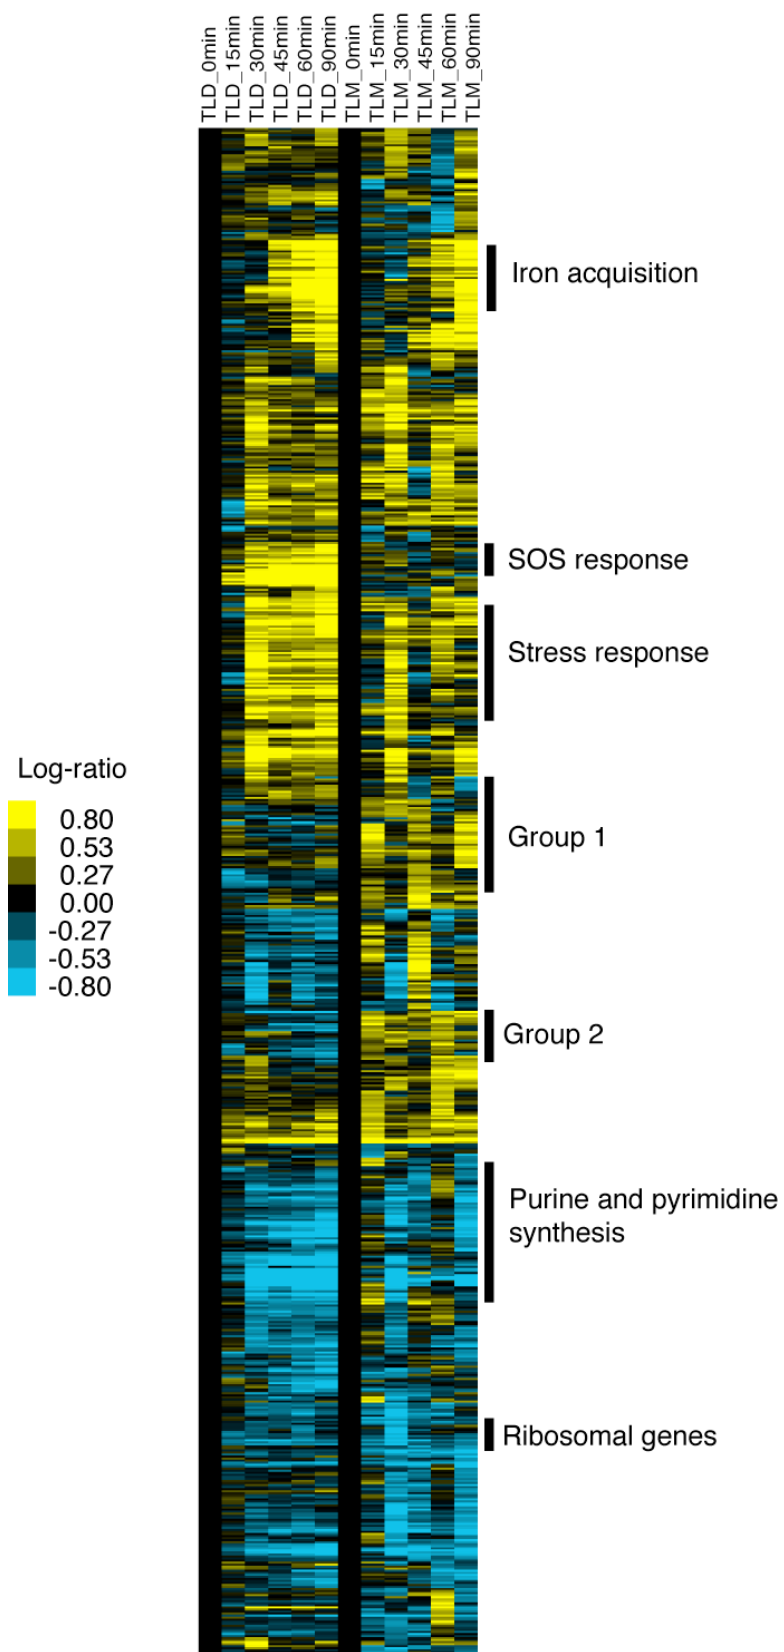 TLD_0min
TLD_15min
TLD_30min
TLD_45min
TLD_60min
TLD_90min
TLM_0min
TLM_15min
TLM_30min
TLM_45min
TLM_60min
TLM_90min
Iron acquisition
SOS response
Stress response
Log-ratio
0.80
0.53
0.27
0.00
-0.27
-0.53
-0.80
Group 1
Group 2
Purine and pyrimidine
synthesis
Ribosomal genes